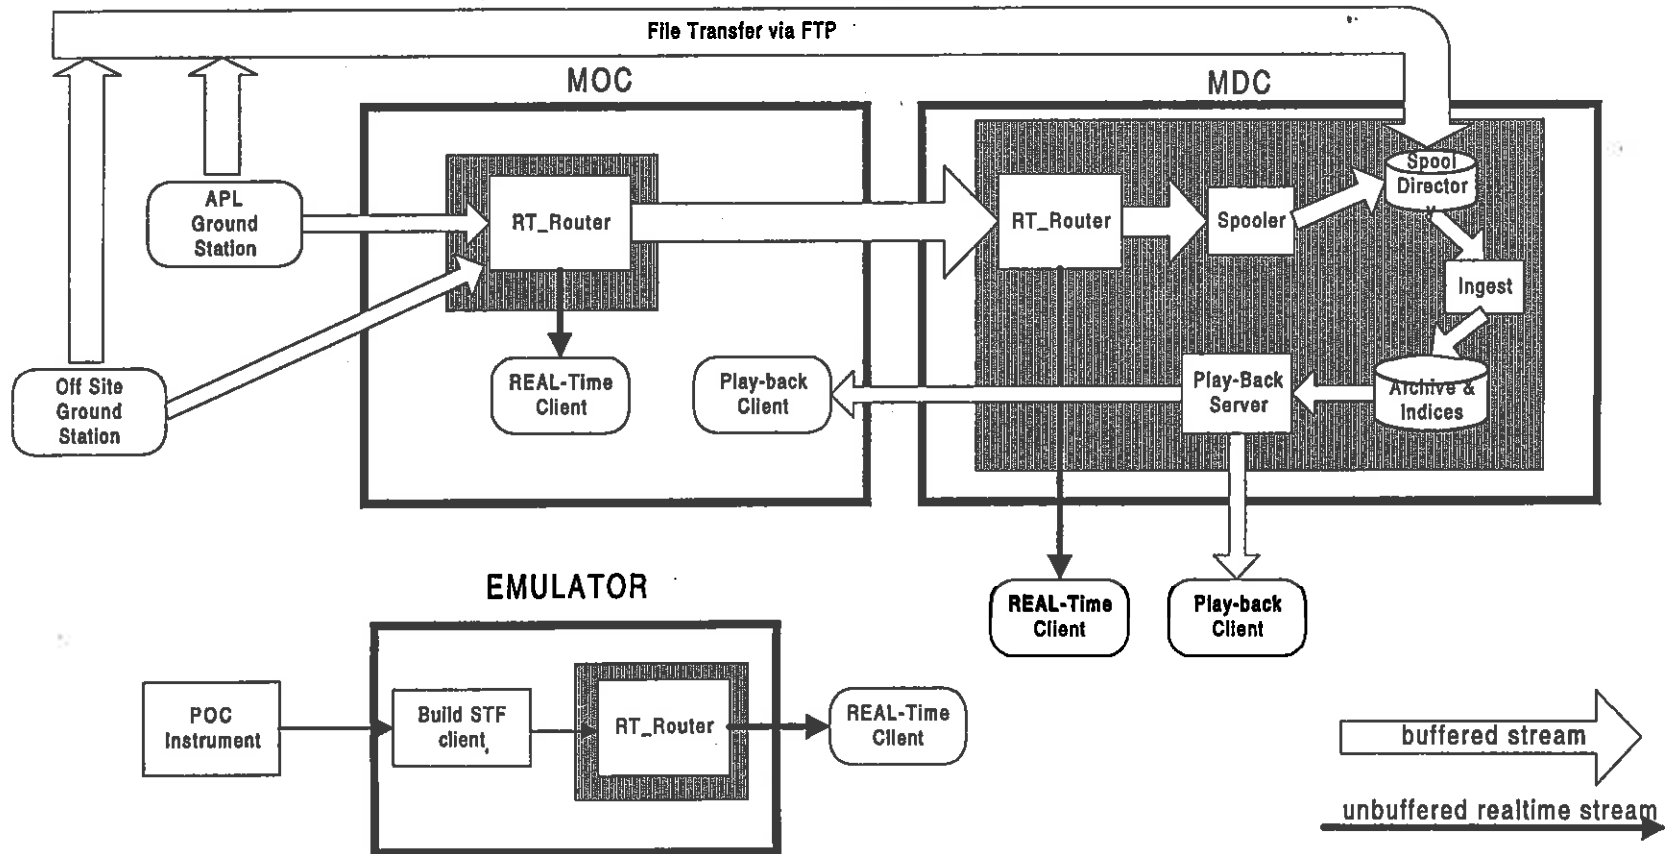 File Transfer via FTP
MOC
MDC
APL
Ground
Station
RT_Router
RT_Router
Spooler
Spool
Director
y
Ingest
Off Site
Ground
Station
REAL-Time
Client
Play-back
Client
Play-Back
Server
Archive &
Indices
REAL-Time
Client
Play-back
Client
EMULATOR
POC
Instrument
Build STF
client
RT_Router
REAL-Time
Client
buffered stream
unbuffered realtime stream